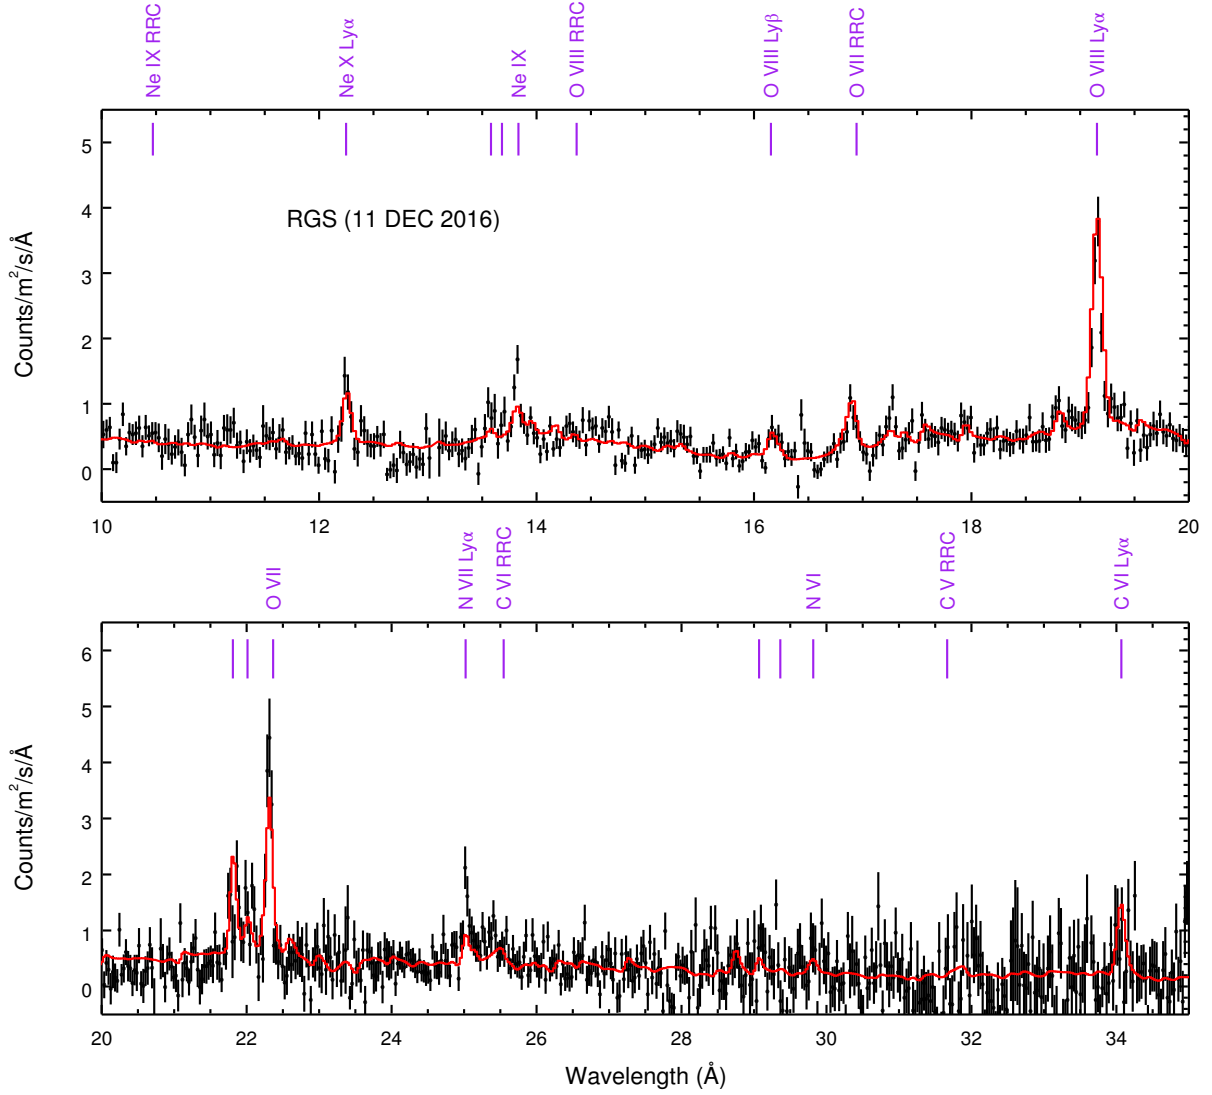 Ne IX RRC
Ne X Lyα
Ne IX
O VIII RRC
O VIII Lyβ
O VII RRC
O VIII Lyα
Counts/m²/s/Å
5
4
3
2
1
0
RGS (11 DEC 2016)
10 12 14 16 18 20
O VII
N VII Lyα
C VI RRC
N VI
C V RRC
C VI Lyα
Counts/m²/s/Å
6
5
4
3
2
1
0
20 22 24 26 28 30 32 34
Wavelength (Å)